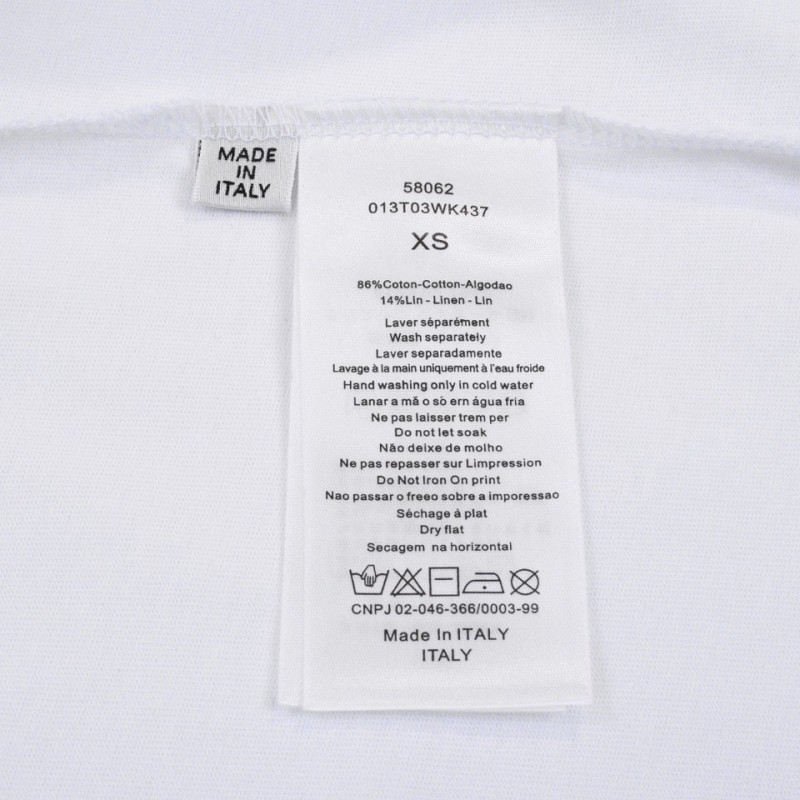 MADE
IN
ITALY
58062
013T03WK437
XS
86%Coton-Cotton-Algodao
14%Lin - Linen - Lin
Laver séparément
Wash separately
Laver separadamente
Lavage à la main uniquement à l'eau froide
Hand washing only in cold water
Lanar a mã o sò ern água fria
Ne pas laisser trem per
Do not let soak
Não deixe de molho
Ne pas repasser sur Limpression
Do Not Iron On print
Nao passar o freeo sobre a imporessao
Séchage à plat
Dry flat
Secagem na horizontal
CNPJ 02-046-366/0003-99
Made In ITALY
ITALY